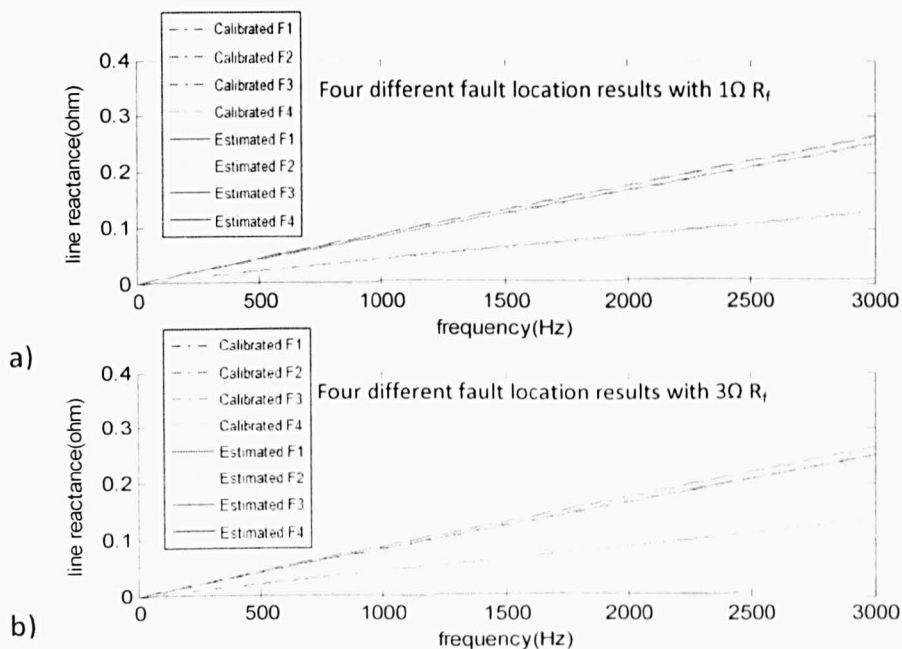 Calibrated F1
Calibrated F2
Calibrated F3
Calibrated F4
Estimated F1
Estimated F2
Estimated F3
Estimated F4
Four different fault location results with 1Ω Rf
line reactance(ohm)
0.4
0.3
0.2
0.1
0
0
500
1000
1500
2000
2500
3000
frequency(Hz)
a)
Calibrated F1
Calibrated F2
Calibrated F3
Calibrated F4
Estimated F1
Estimated F2
Estimated F3
Estimated F4
Four different fault location results with 3Ω Rf
line reactance(ohm)
0.4
0.3
0.2
0.1
0
0
500
1000
1500
2000
2500
3000
frequency(Hz)
b)